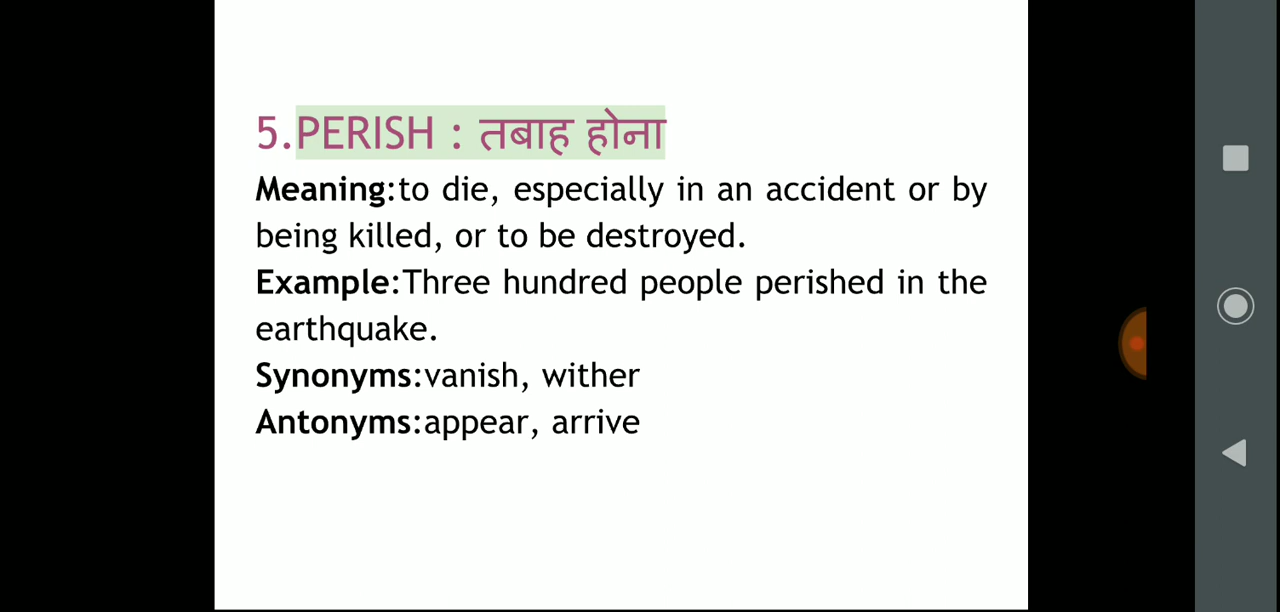 5.PERISH : तबाह होना
Meaning:to die, especially in an accident or by
being killed, or to be destroyed.
Example:Three hundred people perished in the
earthquake.
Synonyms:vanish, wither
Antonyms:appear, arrive